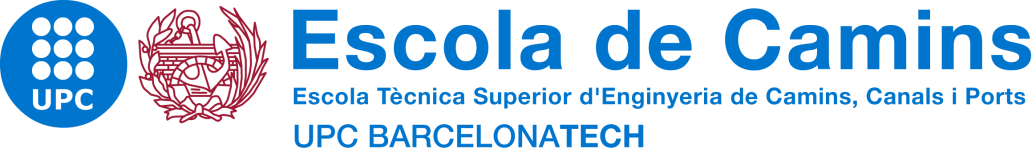 UPC
Escola de Camins
Escola Tècnica Superior d'Enginyeria de Camins, Canals i Ports
UPC BARCELONATECH